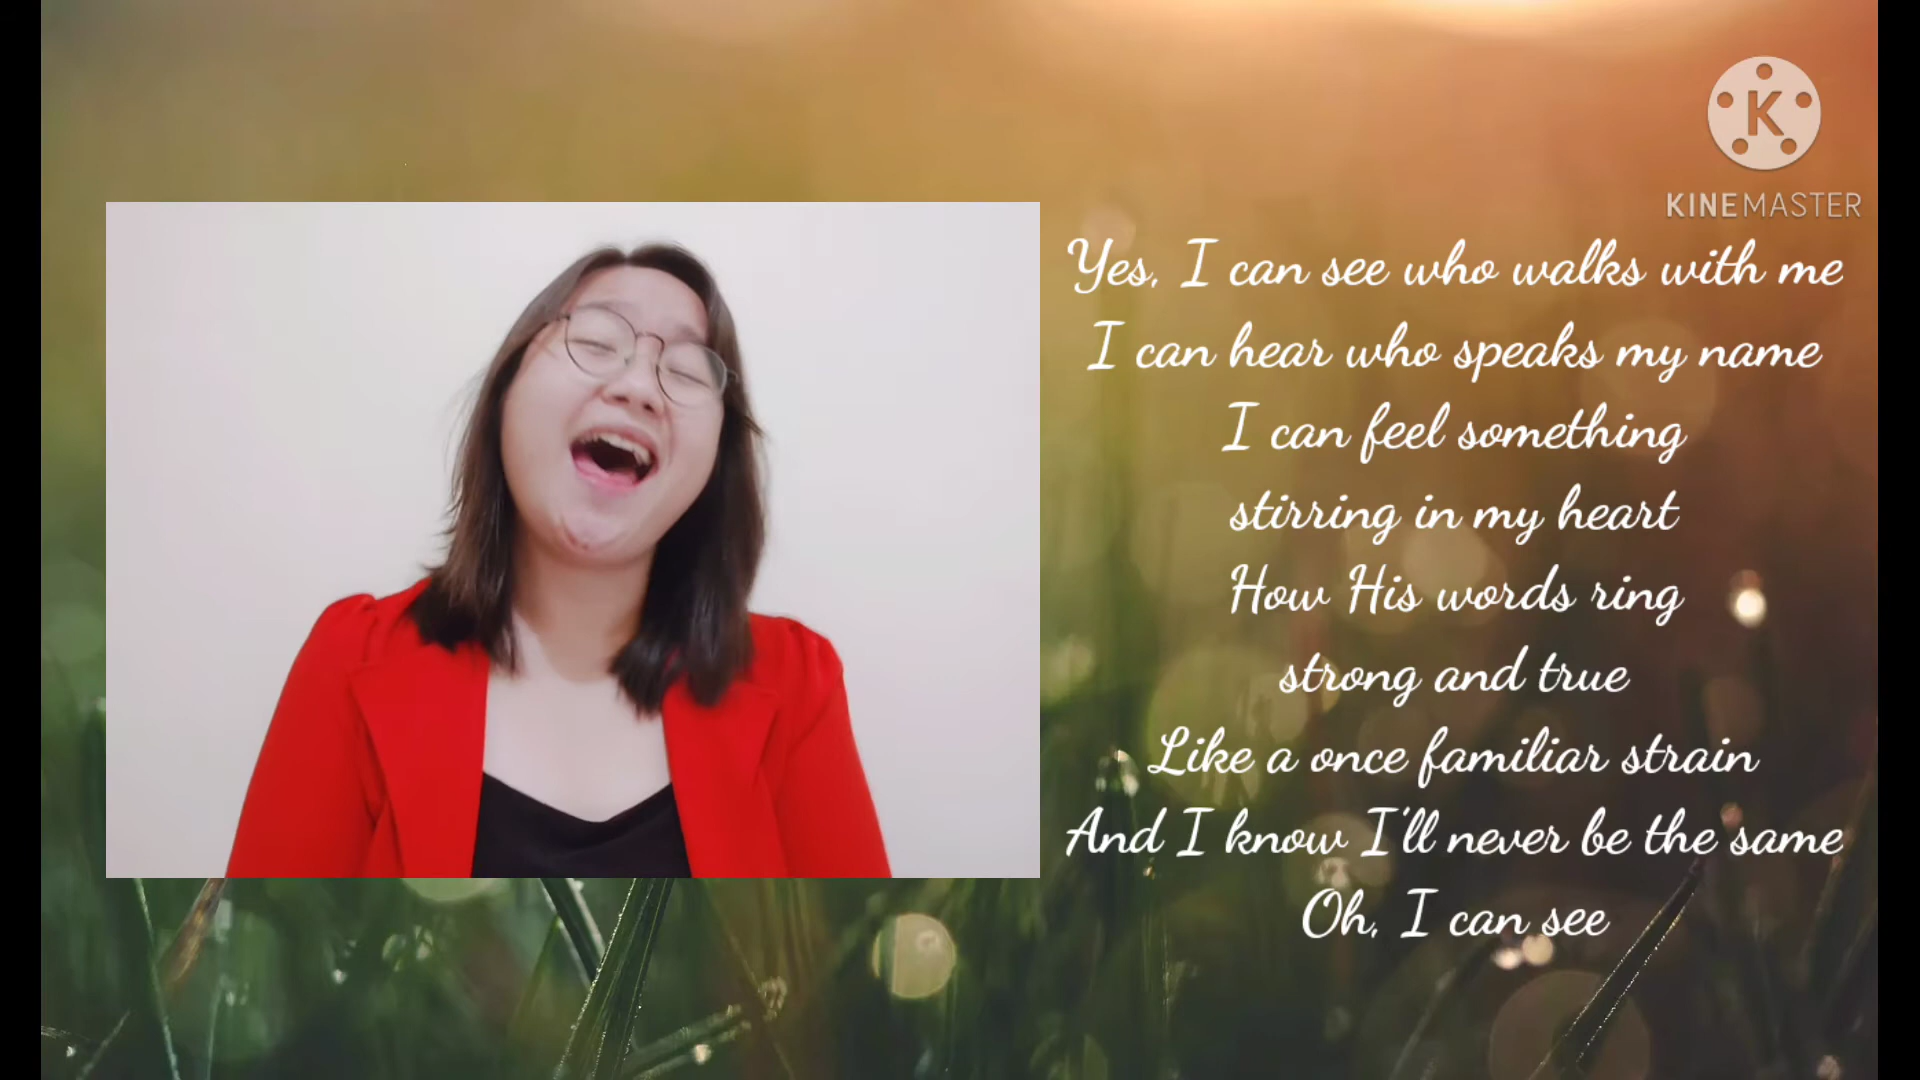 K
KINEMASTER
Yes, I can see who walks with me
I can hear who speaks my name
I can feel something
stirring in my heart
How His words ring
strong and true
Like a once familiar strain
And I know I'll never be the same
Oh, I can see